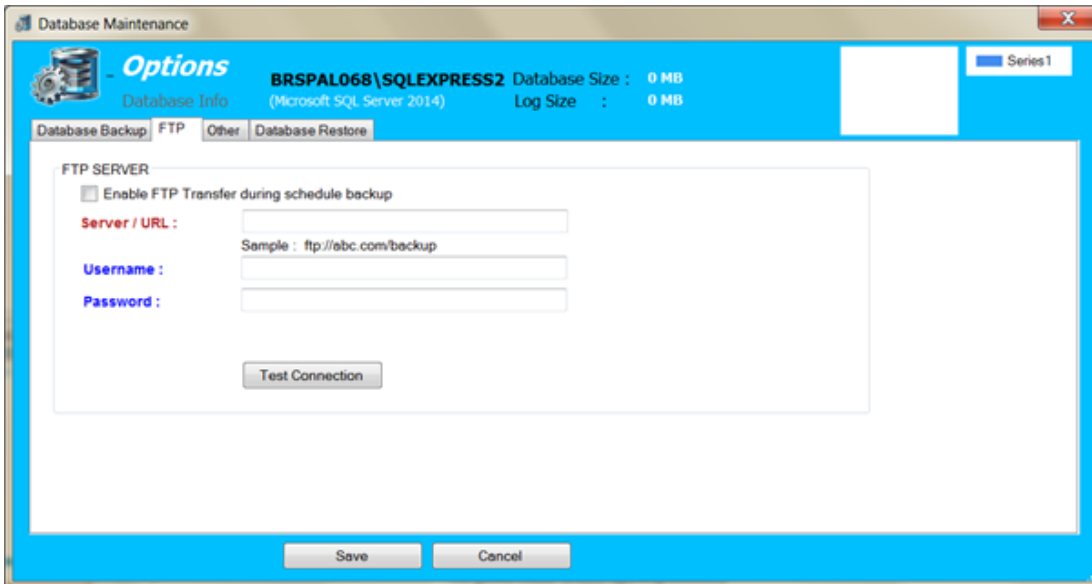 Database Maintenance
Options
Database Info
BRSPAL068\SQLEXPRESS2 Database Size : 0 MB
(Microsoft SQL Server 2014) Log Size : 0 MB
Series1
Database Backup FTP Other Database Restore
FTP SERVER
Enable FTP Transfer during schedule backup
Server / URL :
Sample : ftp://abc.com/backup
Username :
Password :
Test Connection
Save Cancel